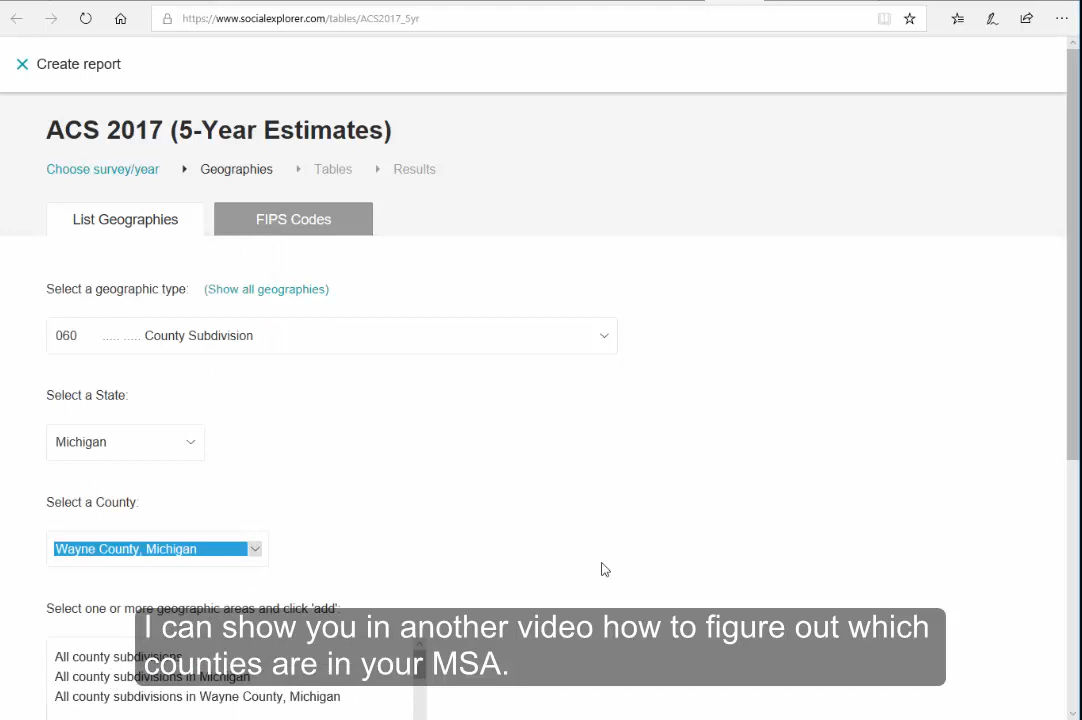 https://www.socialexplorer.com/tables/ACS2017_5yr
Create report
ACS 2017 (5-Year Estimates)
Choose survey/year Geographies Tables Results
List Geographies FIPS Codes
Select a geographic type: (Show all geographies)
060 ..... ..... County Subdivision
Select a State:
Michigan
Select a County:
Wayne County, Michigan
Select one or more geographic areas and click 'add':
I can show you in another video how to figure out which
counties are in your MSA.
All county subdivisions
All county subdivisions in Michigan
All county subdivisions in Wayne County, Michigan